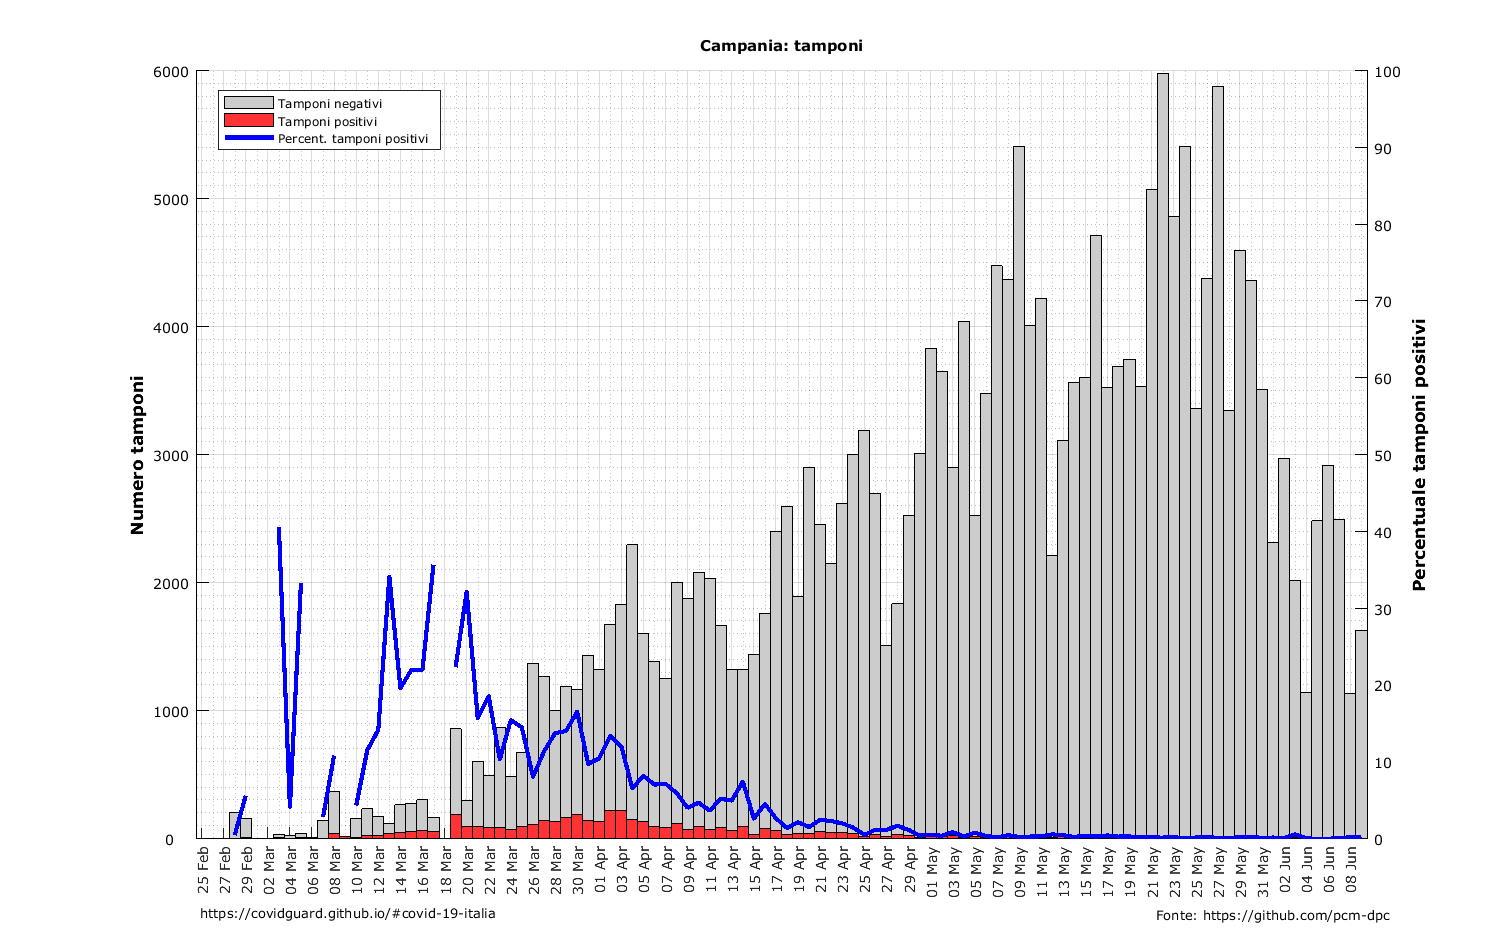 Campania: tamponi
6000
5000
4000
3000
2000
1000
0
Numero tamponi
Tamponi negativi
Tamponi positivi
Percent. tamponi positivi
100
90
80
70
60
50
40
30
20
10
0
Percentuale tamponi positivi
25 Feb
27 Feb
29 Feb
02 Mar
04 Mar
06 Mar
08 Mar
10 Mar
12 Mar
14 Mar
16 Mar
18 Mar
20 Mar
22 Mar
24 Mar
26 Mar
28 Mar
30 Mar
01 Apr
03 Apr
05 Apr
07 Apr
09 Apr
11 Apr
13 Apr
15 Apr
17 Apr
19 Apr
21 Apr
23 Apr
25 Apr
27 Apr
29 Apr
01 May
03 May
05 May
07 May
09 May
11 May
13 May
15 May
17 May
19 May
21 May
23 May
25 May
27 May
29 May
31 May
02 Jun
04 Jun
06 Jun
08 Jun
https://covidguard.github.io/#covid-19-italia
Fonte: https://github.com/pcm-dpc